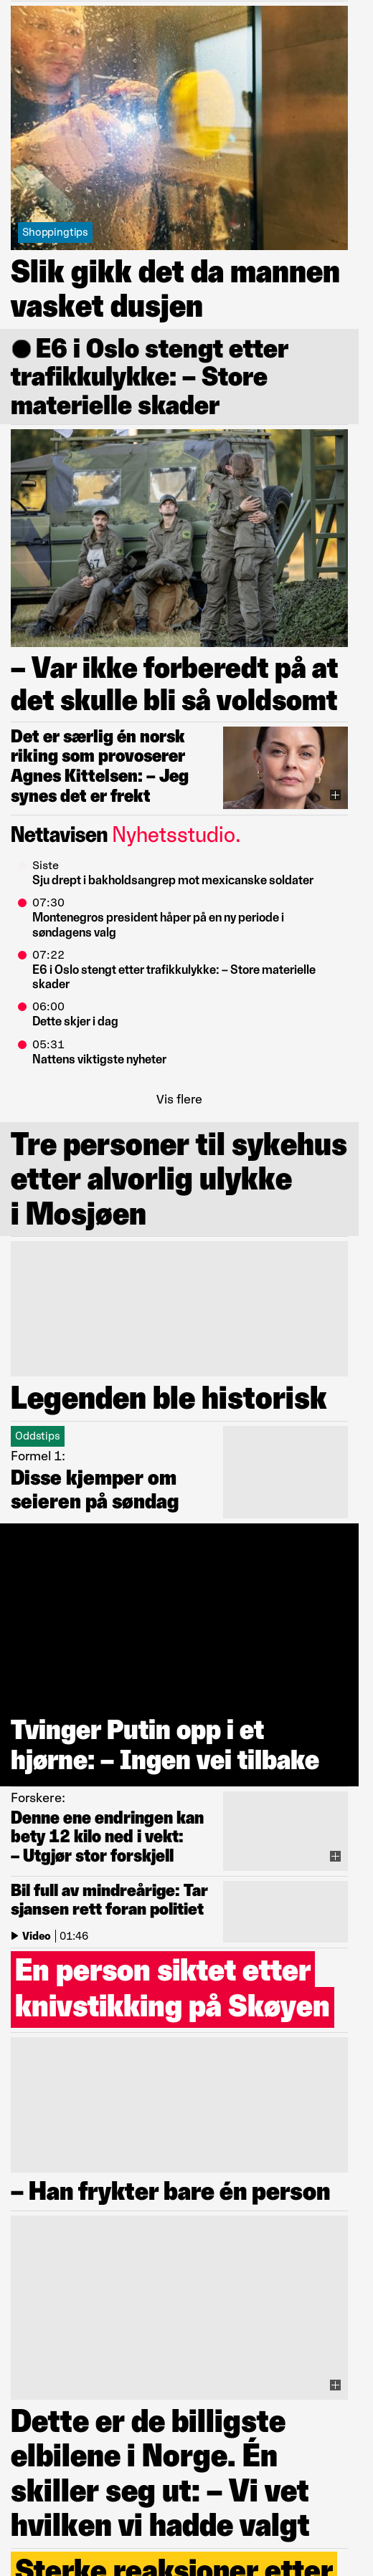 Shoppingtips
Slik gikk det da mannen
vasket dusjen
E6 i Oslo stengt etter
trafikkulykke: – Store
materielle skader
– Var ikke forberedt på at
det skulle bli så voldsomt
Det er særlig én norsk
riking som provoserer
Agnes Kittelsen: – Jeg
synes det er frekt
Nettavisen Nyhetsstudio.
Siste
Sju drept i bakholdsangrep mot mexicanske soldater
07:30
Montenegros president håper på en ny periode i
søndagens valg
07:22
E6 i Oslo stengt etter trafikkulykke: – Store materielle
skader
06:00
Dette skjer i dag
05:31
Nattens viktigste nyheter
Vis flere
Tre personer til sykehus
etter alvorlig ulykke
i Mosjøen
Legenden ble historisk
Oddstips
Formel 1:
Disse kjemper om
seieren på søndag
Tvinger Putin opp i et
hjørne: – Ingen vei tilbake
Forskere:
Denne ene endringen kan
bety 12 kilo ned i vekt:
– Utgjør stor forskjell
Bil full av mindreårige: Tar
sjansen rett foran politiet
Video | 01:46
En person siktet etter
knivstikking på Skøyen
– Han frykter bare én person
Dette er de billigste
elbilene i Norge. Én
skiller seg ut: – Vi vet
hvilken vi hadde valgt
Sterke reaksjoner etter